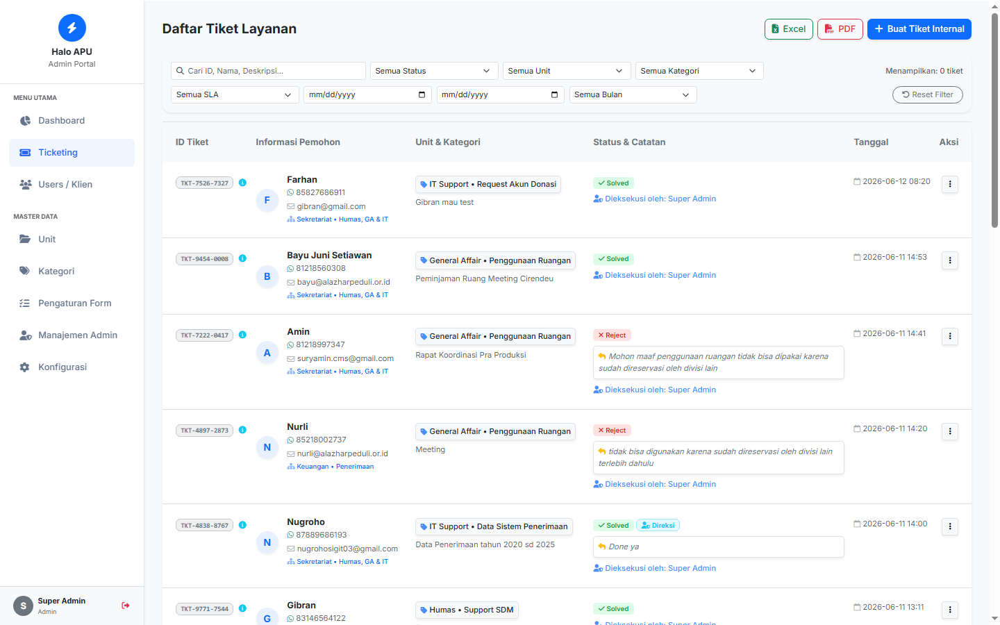 Halo APU
Admin Portal
MENU UTAMA
Dashboard
Ticketing
Users / Klien
MASTER DATA
Unit
Kategori
Pengaturan Form
Manajemen Admin
Konfigurasi
S
Super Admin
Admin
Daftar Tiket Layanan
Excel
PDF
Buat Tiket Internal
Cari ID, Nama, Deskripsi...
Semua Status
Semua Unit
Semua Kategori
Menampilkan: 0 tiket
Semua SLA
mm/dd/yyyy
mm/dd/yyyy
Semua Bulan
Reset Filter
ID Tiket
Informasi Pemohon
Unit & Kategori
Status & Catatan
Tanggal
Aksi
TKT-7526-7327
F
Farhan
85827686911
gibran@gmail.com
Sekretariat • Humas, GA & IT
IT Support • Request Akun Donasi
Gibran mau test
Solved
Dieksekusi oleh: Super Admin
2026-06-12 08:20
TKT-9454-0008
B
Bayu Juni Setiawan
81218560308
bayu@alazharpeduli.or.id
Sekretariat • Humas, GA & IT
General Affair • Penggunaan Ruangan
Peminjaman Ruang Meeting Cirendeu
Solved
Dieksekusi oleh: Super Admin
2026-06-11 14:53
TKT-7222-0417
A
Amin
81218997347
suryamin.cms@gmail.com
Sekretariat • Humas, GA & IT
General Affair • Penggunaan Ruangan
Rapat Koordinasi Pra Produksi
Reject
Mohon maaf penggunaan ruangan tidak bisa dipakai karena
sudah direservasi oleh divisi lain
Dieksekusi oleh: Super Admin
2026-06-11 14:41
TKT-4897-2873
N
Nurli
85218002737
nurli@alazharpeduli.or.id
Keuangan • Penerimaan
General Affair • Penggunaan Ruangan
Meeting
Reject
tidak bisa digunakan karena sudah direservasi oleh divisi lain
terlebih dahulu
Dieksekusi oleh: Super Admin
2026-06-11 14:20
TKT-4838-8767
N
Nugroho
87889686193
nugrohosigit03@gmail.com
Sekretariat • Humas, GA & IT
IT Support • Data Sistem Penerimaan
Data Penerimaan tahun 2020 sd 2025
Solved
Direksi
Done ya
Dieksekusi oleh: Super Admin
2026-06-11 14:00
TKT-9771-7544
G
Gibran
83146564122
Humas • Support SDM
Solved
Dieksekusi oleh: Super Admin
2026-06-11 13:11